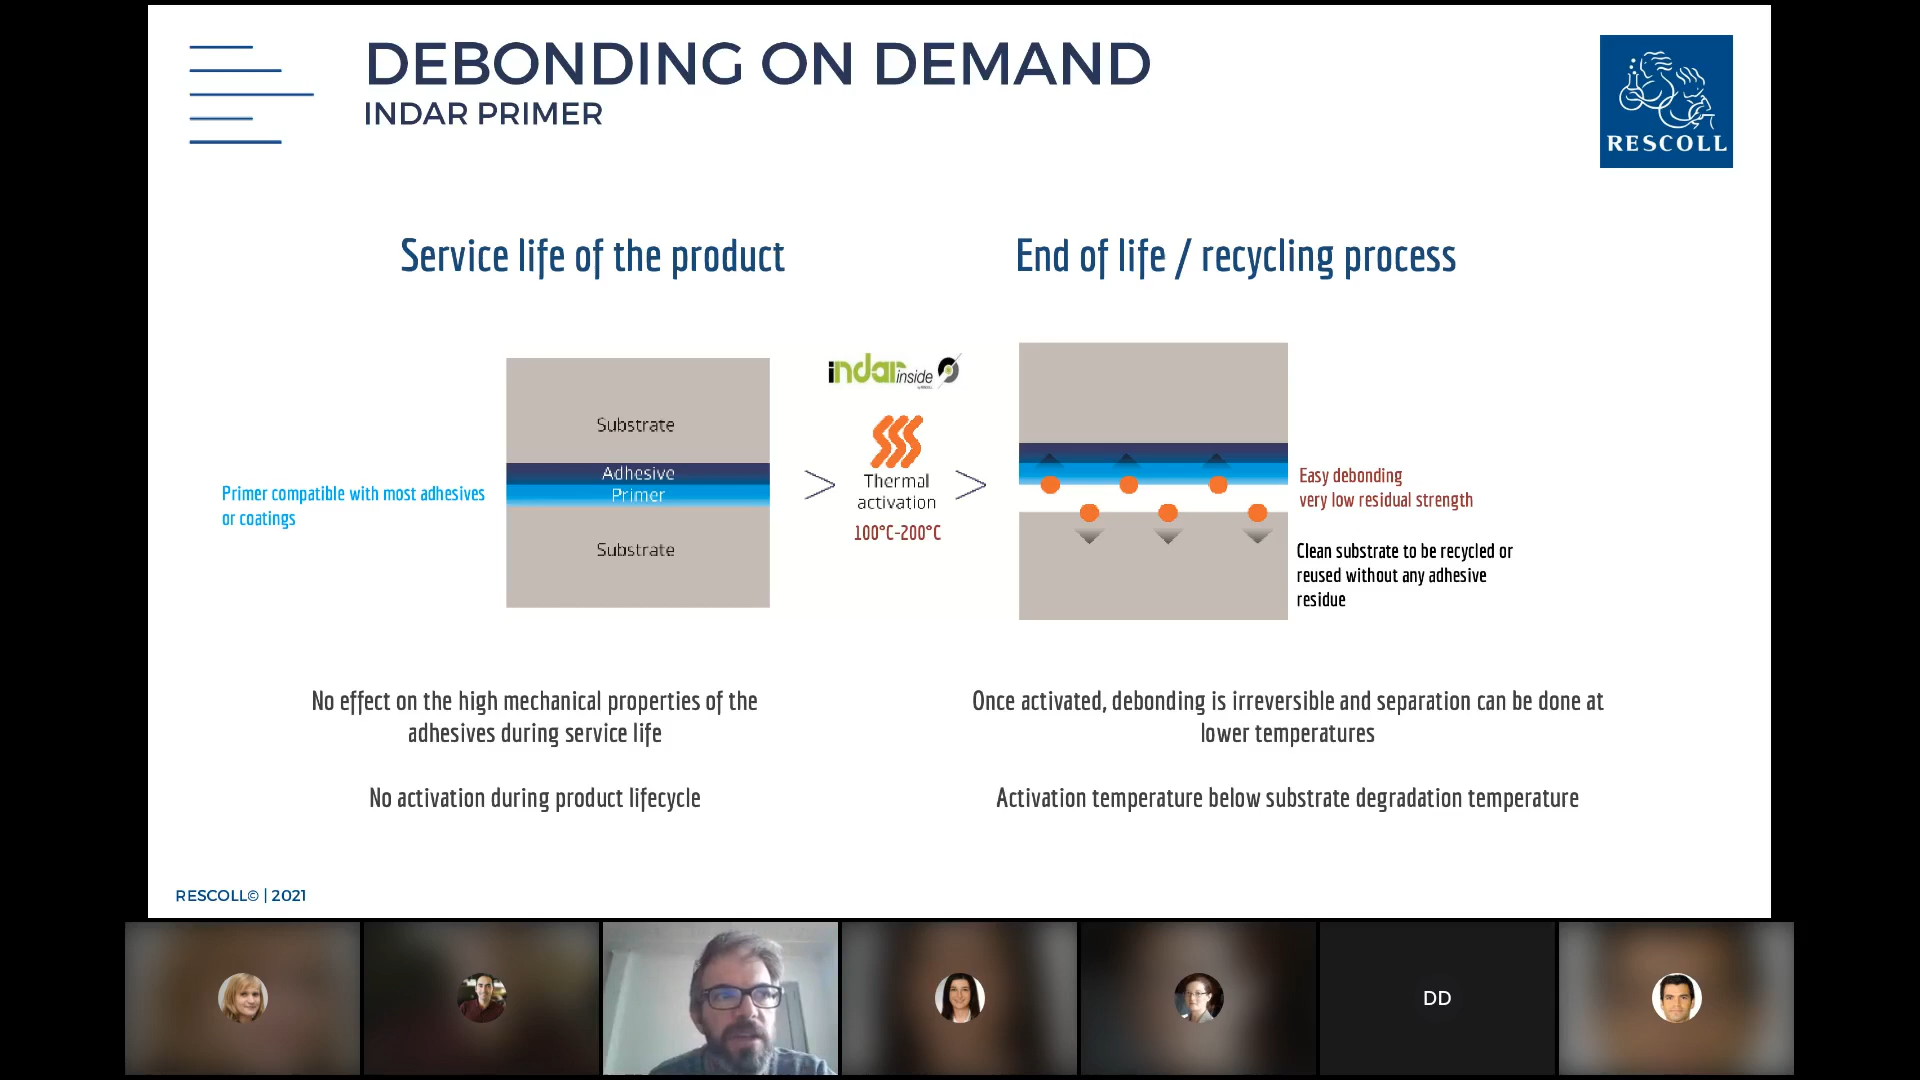 DEBONDING ON DEMAND
INDAR PRIMER
RESCOLL
Service life of the product
End of life / recycling process
Primer compatible with most adhesives
or coatings
Substrate
Adhesive
Primer
Substrate
indar inside
Thermal
activation
100°C-200°C
Easy debonding
very low residual strength
Clean substrate to be recycled or
reused without any adhesive
residue
No effect on the high mechanical properties of the
adhesives during service life
No activation during product lifecycle
Once activated, debonding is irreversible and separation can be done at
lower temperatures
Activation temperature below substrate degradation temperature
RESCOLL© | 2021
DD